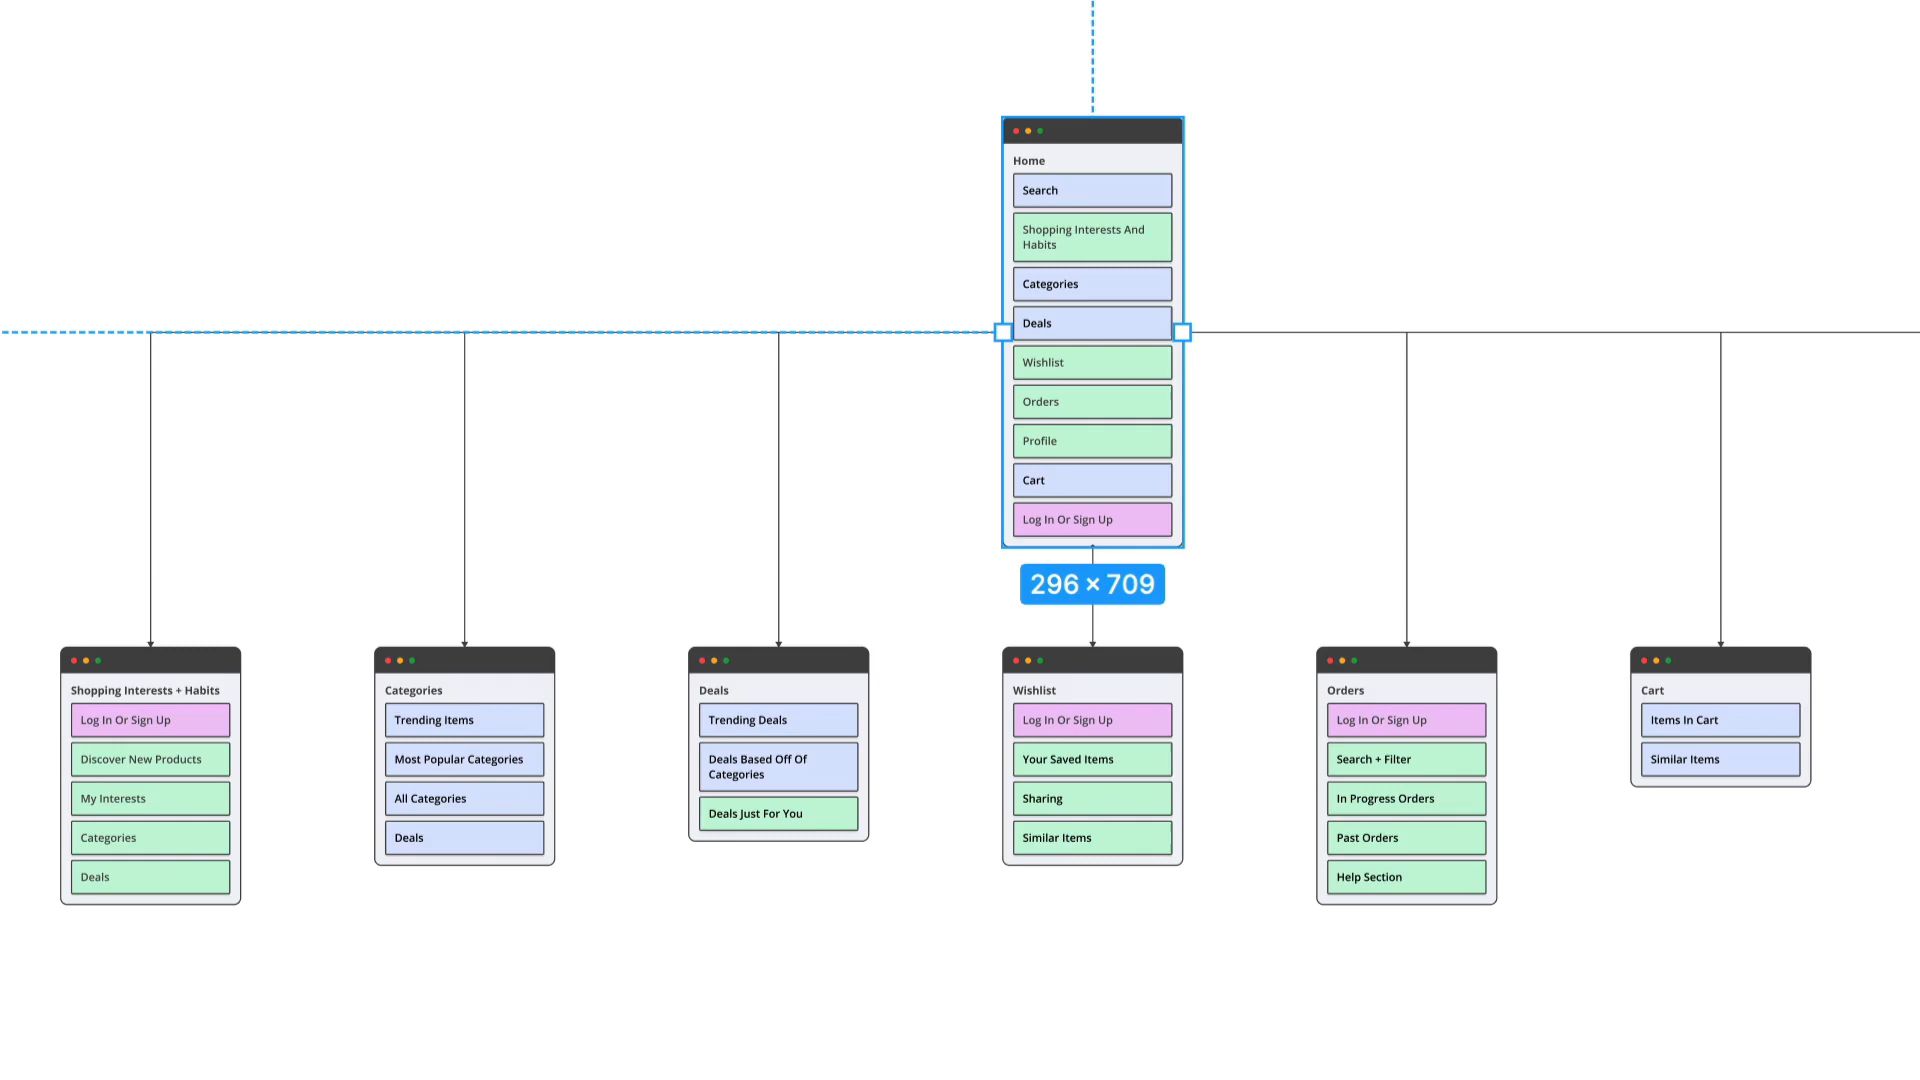 Home
Search
Shopping Interests And
Habits
Categories
Deals
Wishlist
Orders
Profile
Cart
Log In Or Sign Up
296 × 709
Shopping Interests + Habits
Log In Or Sign Up
Discover New Products
My Interests
Categories
Deals
Categories
Trending Items
Most Popular Categories
All Categories
Deals
Deals
Trending Deals
Deals Based Off Of
Categories
Deals Just For You
Wishlist
Log In Or Sign Up
Your Saved Items
Sharing
Similar Items
Orders
Log In Or Sign Up
Search + Filter
In Progress Orders
Past Orders
Help Section
Cart
Items In Cart
Similar Items